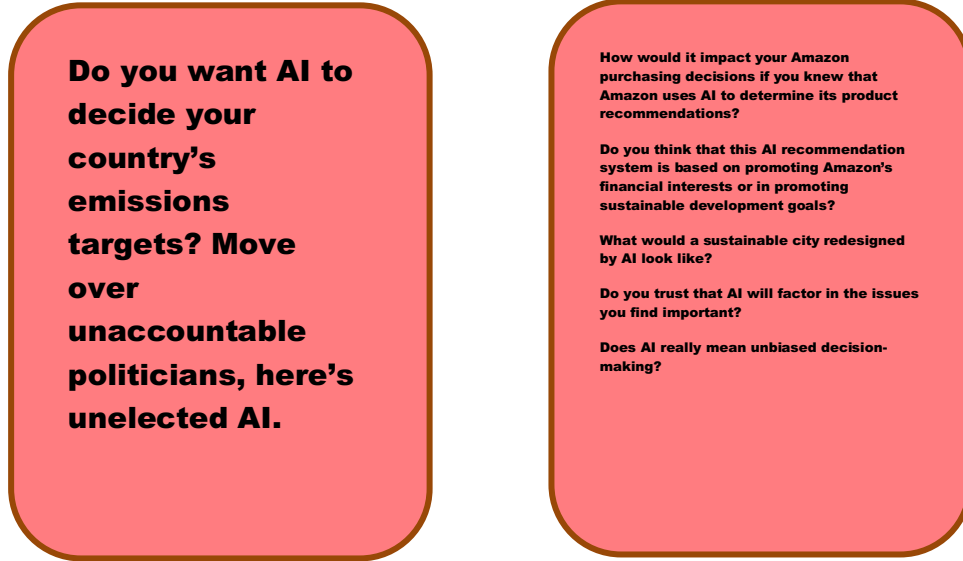 Do you want AI to
decide your
country’s
emissions
targets? Move
over
unaccountable
politicians, here’s
unelected AI.
How would it impact your Amazon
purchasing decisions if you knew that
Amazon uses AI to determine its product
recommendations?
Do you think that this AI recommendation
system is based on promoting Amazon’s
financial interests or in promoting
sustainable development goals?
What would a sustainable city redesigned
by AI look like?
Do you trust that AI will factor in the issues
you find important?
Does AI really mean unbiased decision-
making?